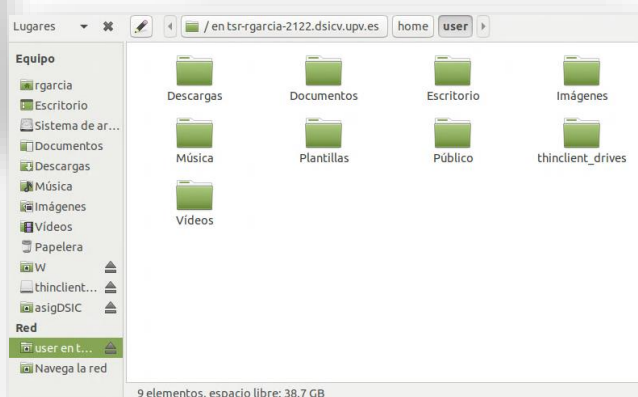 Lugares
/ en tsr-rgarcia-2122.dsicv.upv.es home user
Equipo
rgarcia
Escritorio
Sistema de ar...
Documentos
Descargas
Música
Imágenes
Vídeos
Papelera
W
thinclient...
asigDSIC
Red
user en t...
Navega la red
Descargas Documentos Escritorio Imágenes
Música Plantillas Público thinclient_drives
Vídeos
9 elementos, espacio libre: 38,7 GB